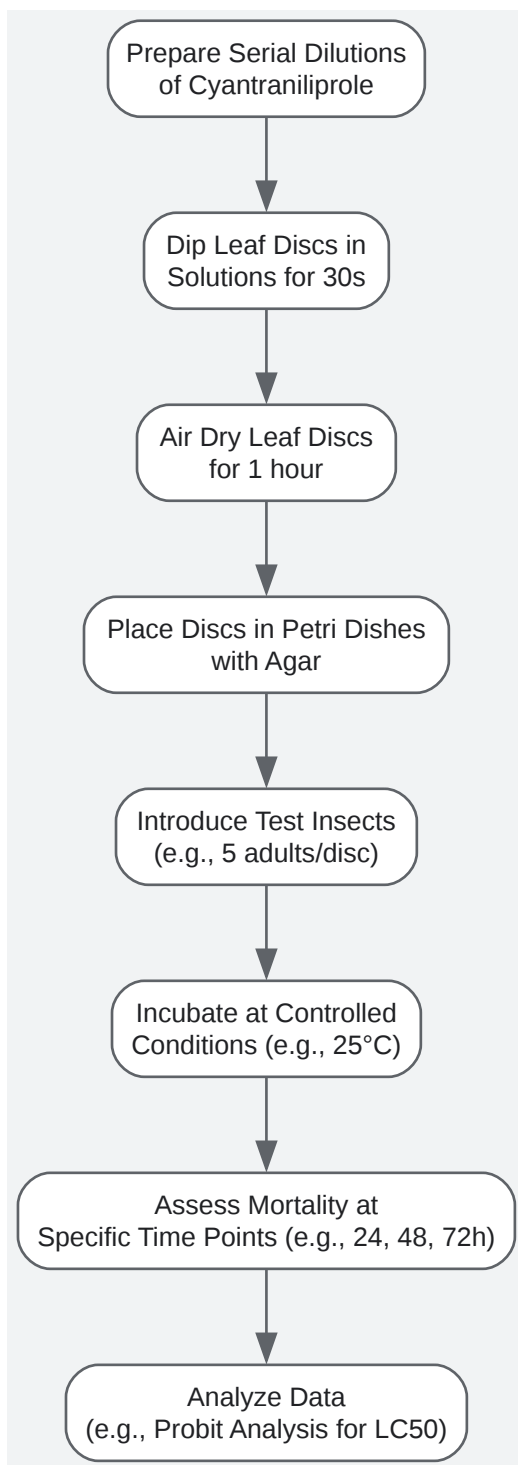 Prepare Serial Dilutions
of Cyantraniliprole
Dip Leaf Discs in
Solutions for 30s
Air Dry Leaf Discs
for 1 hour
Place Discs in Petri Dishes
with Agar
Introduce Test Insects
(e.g., 5 adults/disc)
Incubate at Controlled
Conditions (e.g., 25°C)
Assess Mortality at
Specific Time Points (e.g., 24, 48, 72h)
Analyze Data
(e.g., Probit Analysis for LC50)